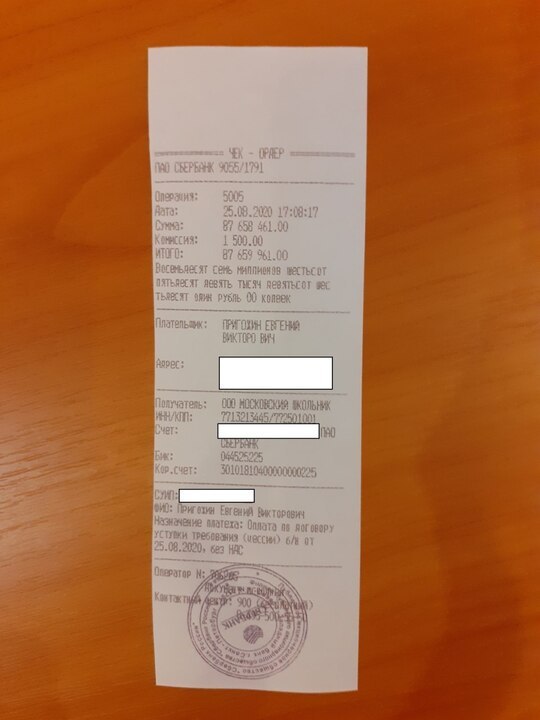 ЧЕК - ОРДЕР
ПАО СБЕРБАНК 9055/1791
Операция: 5005
Дата: 25.08.2020 17:08:17
Сумма: 87 658 461.00
Комиссия: 1 500.00
ИТОГО: 87 659 961.00
Восемьдесят семь миллионов шестьсот
пятьдесят девять тысяч девятьсот шес
тьдесят один рубль 00 копеек
Плательщик: ПРИГОЖИН ЕВГЕНИЙ
ВИКТОРО ВИЧ
Адрес:
Получатель: ООО МОСКОВСКИЙ ШКОЛЬНИК
ИНН/КПП: 7713213445/772501001
Счет: ПАО
СБЕРБАНК
Бик: 044525225
Кор.счет: 30101810400000000225
СУИП:
ФИО: Пригожин Евгений Викторович
Назначение платежа: Оплата по договору
уступки требования (цессии) б/н от
25.08.2020, без НДС
Оператор N:
Контактный центр: 900